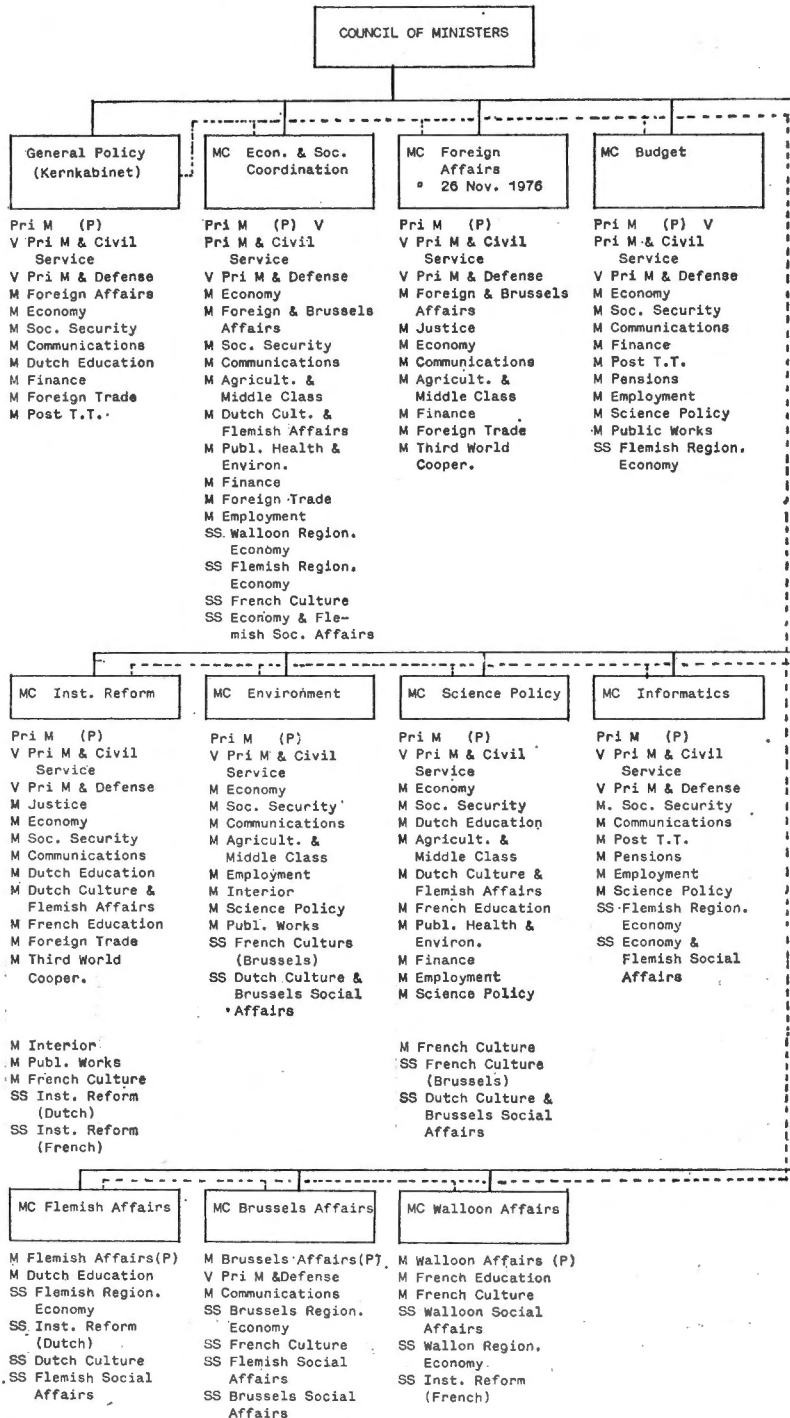 COUNCIL OF MINISTERS
General Policy
(Kernkabinet)
Pri M (P)
V Pri M & Civil
Service
V Pri M & Defense
M Foreign Affairs
M Economy
M Soc. Security
M Communications
M Dutch Education
M Finance
M Foreign Trade
M Post T.T.
MC Econ. & Soc.
Coordination
Pri M (P) V
Pri M & Civil
Service
V Pri M & Defense
M Economy
M Foreign & Brussels
Affairs
M Soc. Security
M Communications
M Agricult. &
Middle Class
M Dutch Cult. &
Flemish Affairs
M Publ. Health &
Environ.
M Finance
M Foreign Trade
M Employment
SS Walloon Region.
Economy
SS Flemish Region.
Economy
SS French Culture
SS Economy & Fle-
mish Soc. Affairs
MC Foreign
Affairs
° 26 Nov. 1976
Pri M (P)
V Pri M & Civil
Service
V Pri M & Defense
M Foreign & Brussels
Affairs
M Justice
M Economy
M Communications
M Agricult. &
Middle Class
M Finance
M Foreign Trade
M Third World
Cooper.
MC Budget
Pri M (P) V
Pri M & Civil
Service
V Pri M & Defense
M Economy
M Soc. Security
M Communications
M Finance
M Post T.T.
M Pensions
M Employment
M Science Policy
M Public Works
SS Flemish Region.
Economy
MC Inst. Reform
Pri M (P)
V Pri M & Civil
Service
V Pri M & Defense
M Justice
M Economy
M Soc. Security
M Communications
M Dutch Education
M Dutch Culture &
Flemish Affairs
M French Education
M Foreign Trade
M Third World
Cooper.
M Interior
M Publ. Works
M French Culture
SS Inst. Reform
(Dutch)
SS Inst. Reform
(French)
MC Environment
Pri M (P)
V Pri M & Civil
Service
M Economy
M Soc. Security
M Communications
M Agricult. &
Middle Class
M Employment
M Interior
M Science Policy
M Publ. Works
SS French Culture
(Brussels)
SS Dutch Culture &
Brussels Social
Affairs
MC Science Policy
Pri M (P)
V Pri M & Civil
Service
M Economy
M Soc. Security
M Dutch Education
M Agricult. &
Middle Class
M Dutch Culture &
Flemish Affairs
M French Education
M Publ. Health &
Environ.
M Finance
M Employment
M Science Policy
M French Culture
SS French Culture
(Brussels)
SS Dutch Culture &
Brussels Social
Affairs
MC Informatics
Pri M (P)
V Pri M & Civil
Service
V Pri M & Defense
M. Soc. Security
M Communications
M Post T.T.
M Pensions
M Employment
M Science Policy
SS Flemish Region.
Economy
SS Economy &
Flemish Social
Affairs
MC Flemish Affairs
M Flemish Affairs(P)
M Dutch Education
SS Flemish Region.
Economy
SS Inst. Reform
(Dutch)
SS Dutch Culture
SS Flemish Social
Affairs
MC Brussels Affairs
M Brussels Affairs(P)
V Pri M &Defense
M Communications
SS Brussels Region.
Economy
SS French Culture
SS Flemish Social
Affairs
SS Brussels Social
Affairs
MC Walloon Affairs
M Walloon Affairs (P)
M French Education
M French Culture
SS Walloon Social
Affairs
SS Wallon Region.
Economy
SS Inst. Reform
(French)